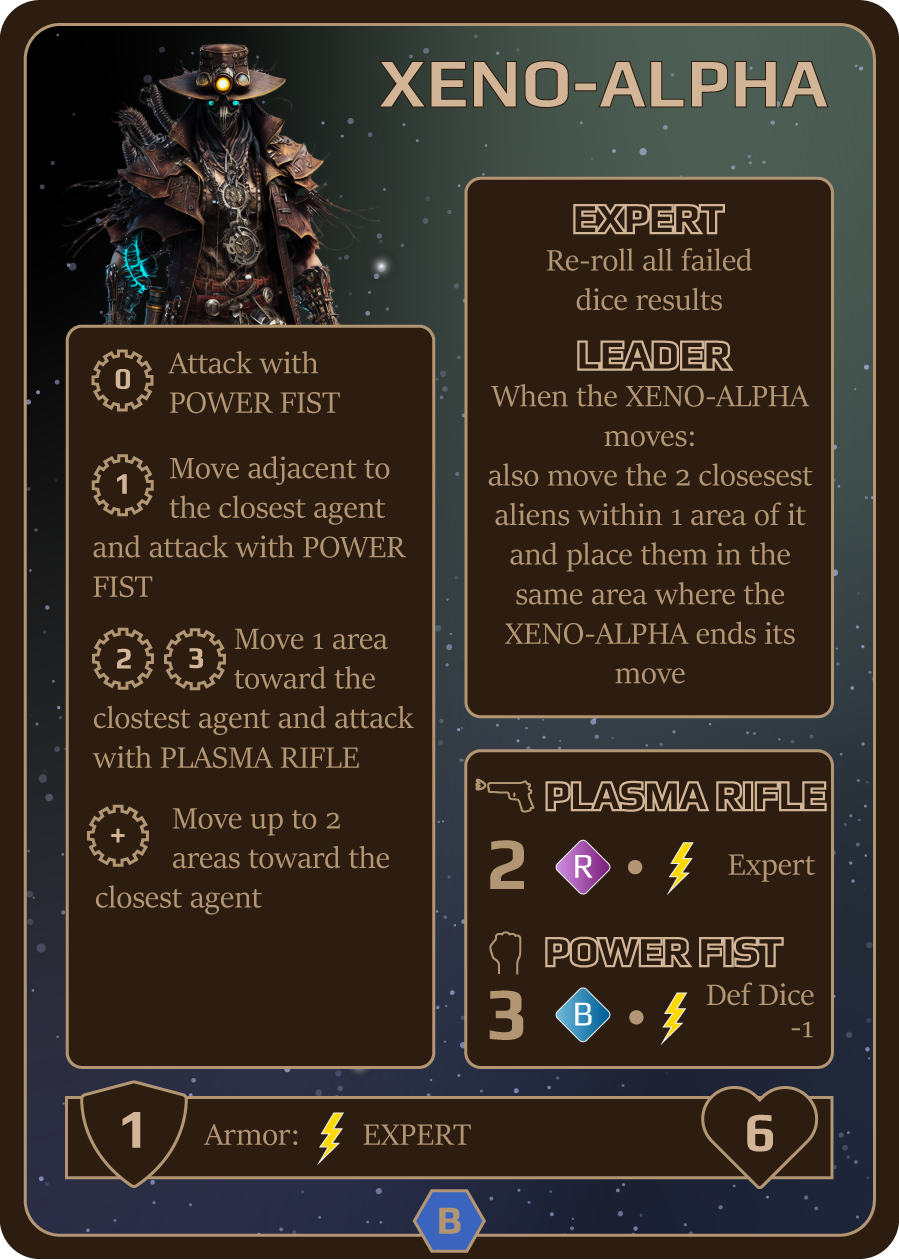 XENO-ALPHA
0 Attack with
POWER FIST
1 Move adjacent to
the closest agent
and attack with POWER
FIST
2 3 Move 1 area
toward the
clostest agent and attack
with PLASMA RIFLE
+ Move up to 2
areas toward the
closest agent
EXPERT
Re-roll all failed
dice results
LEADER
When the XENO-ALPHA
moves:
also move the 2 closesest
aliens within 1 area of it
and place them in the
same area where the
XENO-ALPHA ends its
move
PLASMA RIFLE
2 R • Expert
POWER FIST
3 B • Def Dice
-1
1 Armor: EXPERT 6
B